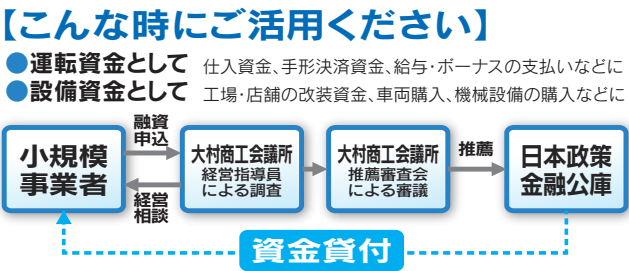 【こんな時にご活用ください】
●運転資金として 仕入資金、手形決済資金、給与・ボーナスの支払いなどに
●設備資金として 工場・店舗の改装資金、車両購入、機械設備の購入などに
小規模
事業者
融資
申込
経営
相談
大村商工会議所
経営指導員
による調査
大村商工会議所
推薦審査会
による審議
推薦
日本政策
金融公庫
資金貸付